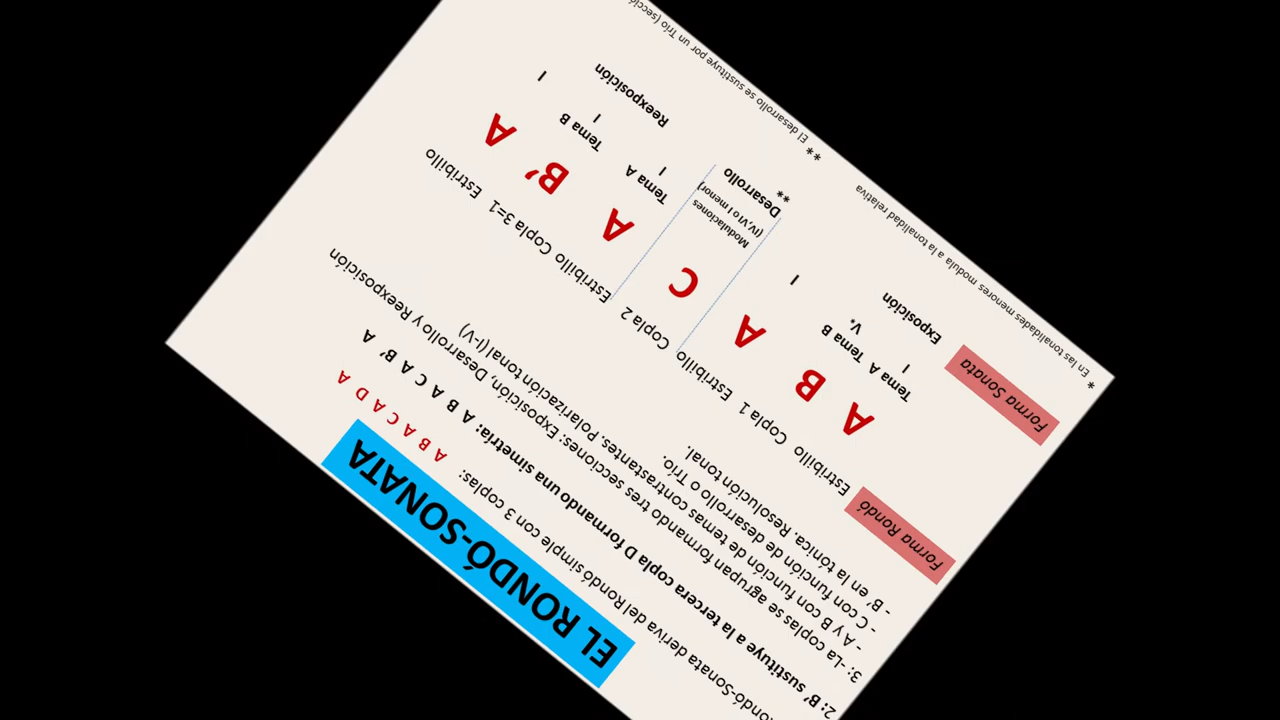 EL RONDÓ-SONATA
Rondó-Sonata deriva del Rondó simple con 3 coplas: A B A C A D A
2: B' sustituye a la tercera copla D formando una simetría: A B A C A B' A
3: -La coplas se agrupan formando tres secciones: Exposición, Desarrollo y Reexposición
- A y B con función de temas contrastantes. Polarización tonal (I-V)
- C con función de desarrollo o Trío.
- B' en la tónica. Resolución tonal.
Forma Rondó Estribillo Copla 1 Estribillo Copla 2 Estribillo Copla 3=1 Estribillo
A B A C A B' A
Tema A Tema B Modulaciones Tema A Tema B
I V* I (IV,VI o I menor) I I I
Forma Sonata Exposición Desarrollo ** Reexposición
* En las tonalidades menores modula a la tonalidad relativa ** El desarrollo se sustituye por un Trío